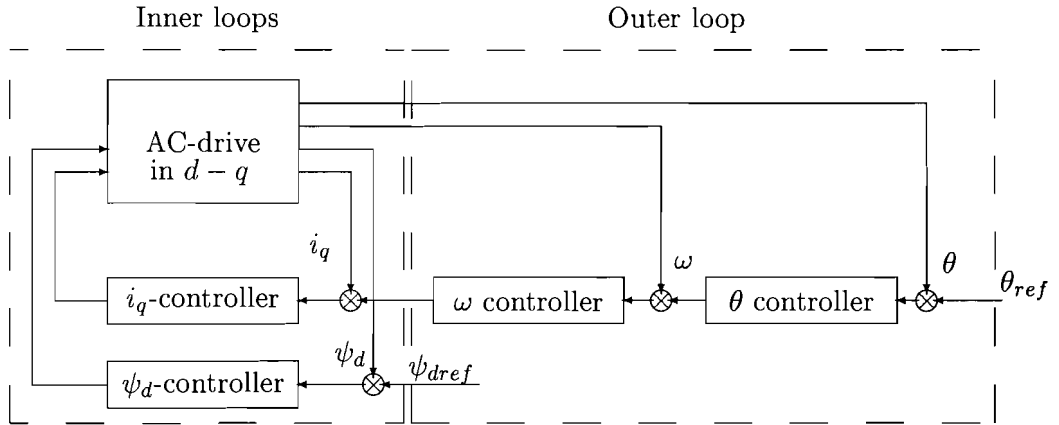 Inner loops
Outer loop
AC-drive
in d − q
i_q
ω
θ
θ_ref
i_q-controller
ω controller
θ controller
ψ_d
ψ_dref
ψ_d-controller